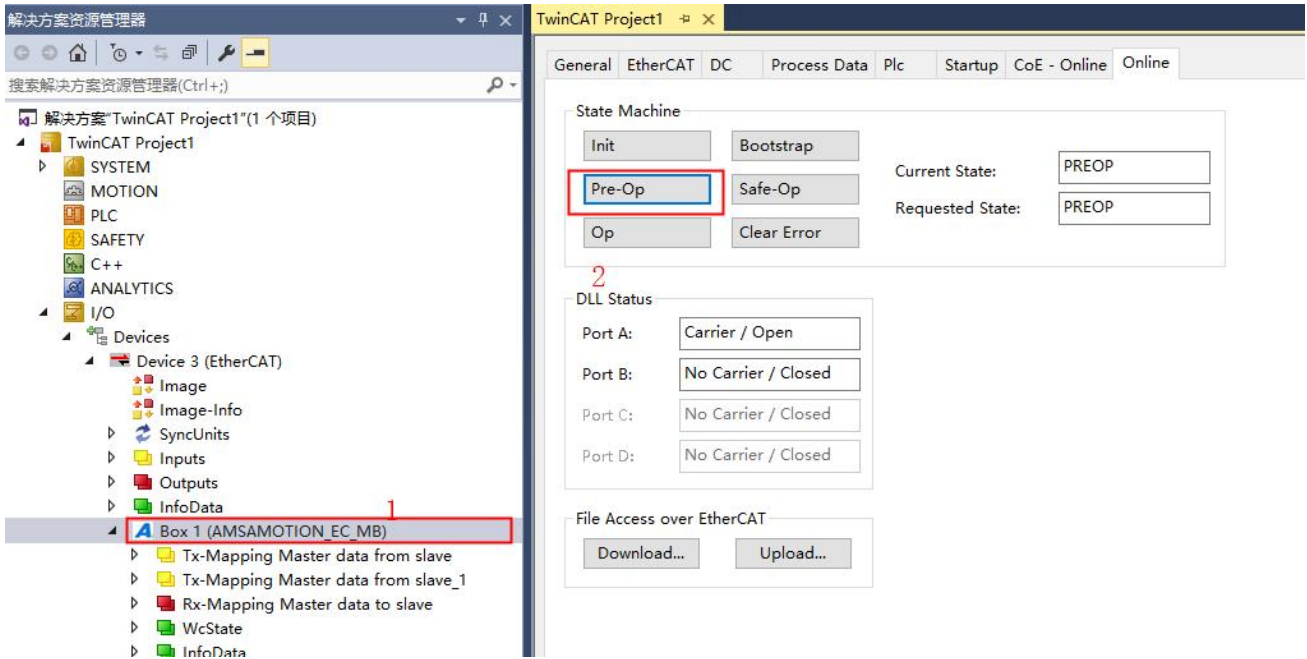 解决方案资源管理器
搜索解决方案资源管理器(Ctrl+;)
解决方案"TwinCAT Project1"(1 个项目)
TwinCAT Project1
SYSTEM
MOTION
PLC
SAFETY
C++
ANALYTICS
I/O
Devices
Device 3 (EtherCAT)
Image
Image-Info
SyncUnits
Inputs
Outputs
InfoData
1
Box 1 (AMSAMOTION_EC_MB)
Tx-Mapping Master data from slave
Tx-Mapping Master data from slave_1
Rx-Mapping Master data to slave
WcState
InfoData
TwinCAT Project1
General EtherCAT DC Process Data Plc Startup CoE - Online Online
State Machine
Init Bootstrap
Pre-Op Safe-Op
Op Clear Error
Current State: PREOP
Requested State: PREOP
2
DLL Status
Port A: Carrier / Open
Port B: No Carrier / Closed
Port C: No Carrier / Closed
Port D: No Carrier / Closed
File Access over EtherCAT
Download... Upload...